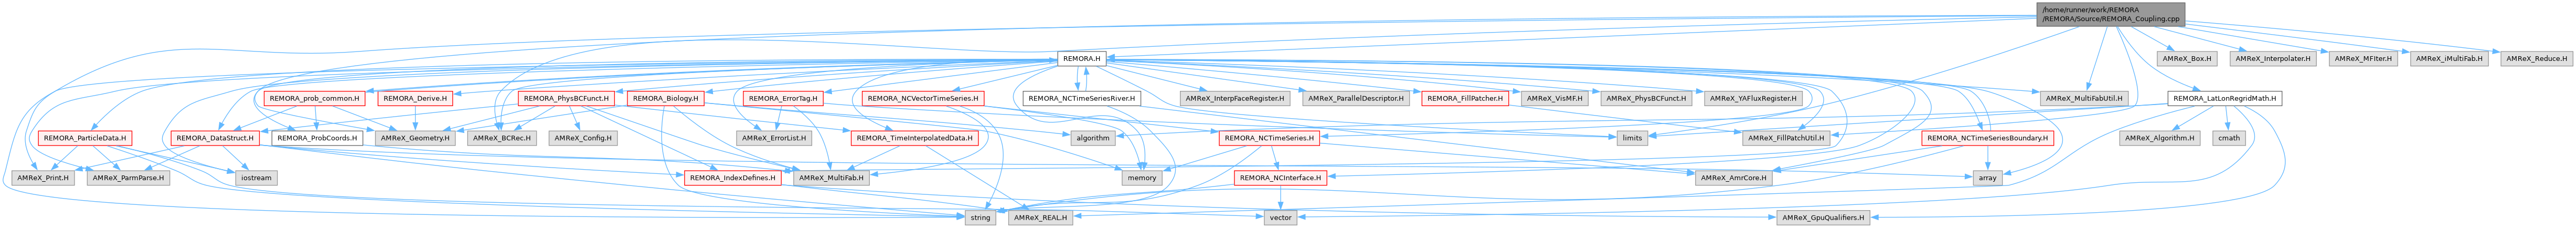 /home/runner/work/REMORA
/REMORA/Source/REMORA_Coupling.cpp
REMORA.H
AMReX_Box.H
AMReX_Interpolater.H
AMReX_MFIter.H
AMReX_iMultiFab.H
AMReX_Reduce.H
REMORA_prob_common.H
REMORA_Derive.H
REMORA_PhysBCFunct.H
REMORA_Biology.H
REMORA_ErrorTag.H
REMORA_NCVectorTimeSeries.H
REMORA_NCTimeSeriesRiver.H
AMReX_InterpFaceRegister.H
AMReX_ParallelDescriptor.H
REMORA_FillPatcher.H
AMReX_VisMF.H
AMReX_PhysBCFunct.H
AMReX_YAFluxRegister.H
AMReX_MultiFabUtil.H
REMORA_LatLonRegridMath.H
REMORA_ParticleData.H
REMORA_DataStruct.H
REMORA_ProbCoords.H
AMReX_Geometry.H
AMReX_BCRec.H
AMReX_Config.H
AMReX_ErrorList.H
REMORA_TimeInterpolatedData.H
algorithm
REMORA_NCTimeSeries.H
limits
AMReX_FillPatchUtil.H
REMORA_NCTimeSeriesBoundary.H
AMReX_Algorithm.H
cmath
AMReX_Print.H
AMReX_ParmParse.H
iostream
REMORA_IndexDefines.H
AMReX_MultiFab.H
memory
REMORA_NCInterface.H
AMReX_AmrCore.H
array
string
AMReX_REAL.H
vector
AMReX_GpuQualifiers.H